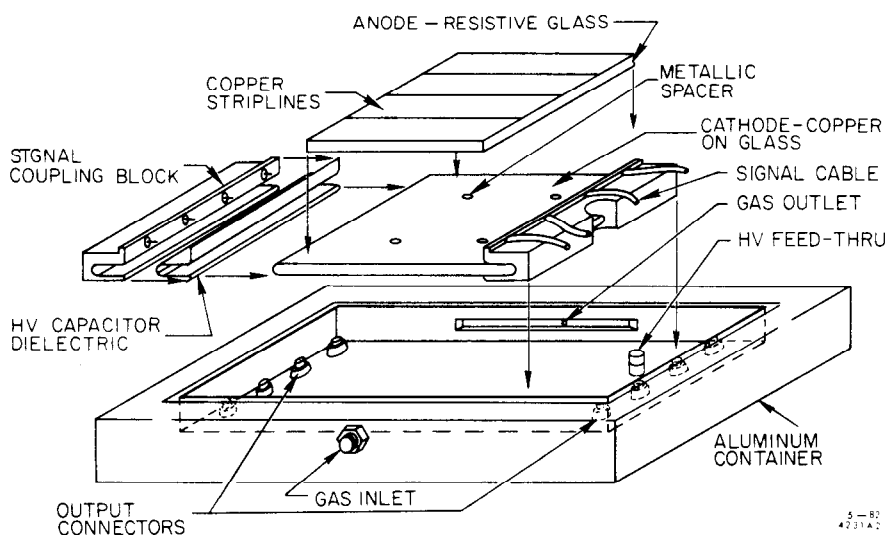 ANODE-RESISTIVE GLASS
COPPER
STRIPLINES
METALLIC
SPACER
CATHODE-COPPER
ON GLASS
STGNAL
COUPLING BLOCK
SIGNAL CABLE
GAS OUTLET
HV FEED-THRU
HV CAPACITOR
DIELECTRIC
ALUMINUM
CONTAINER
GAS INLET
OUTPUT
CONNECTORS
5-82
4231A2